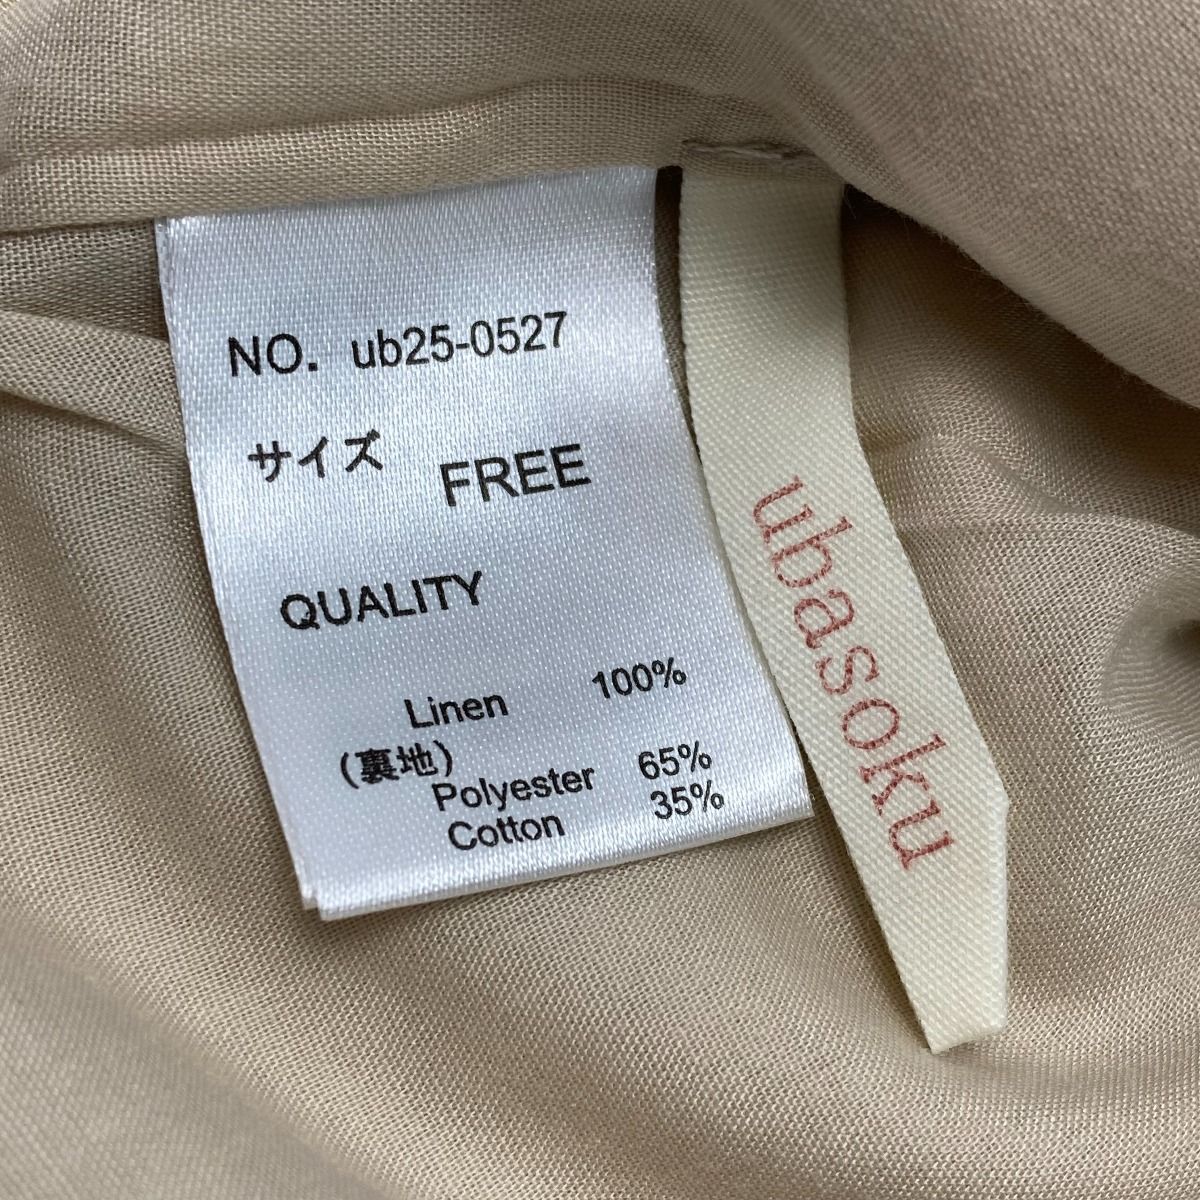 NO. ub25-0527
サイズ FREE
QUALITY
Linen 100%
(裏地)
Polyester 65%
Cotton 35%
ubasoku